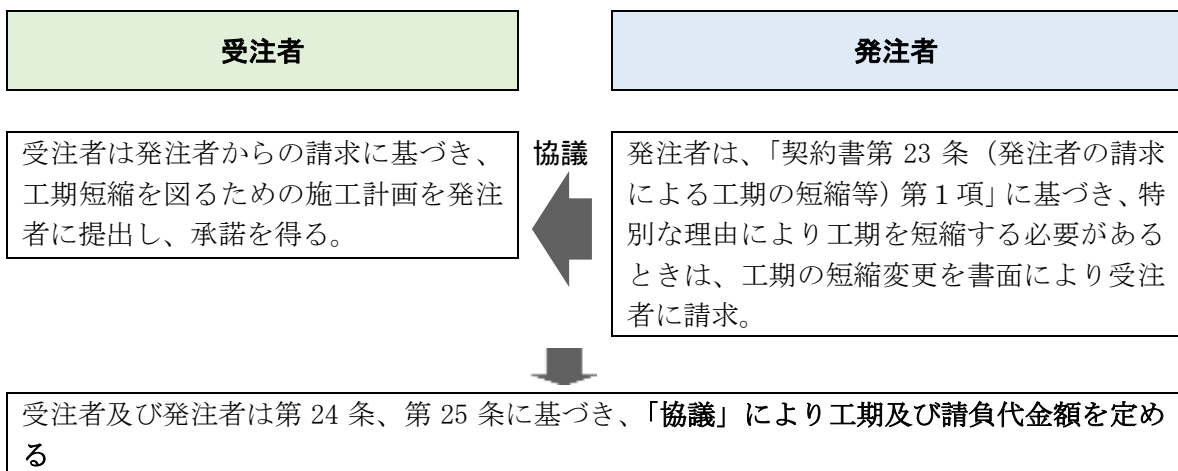 受注者
発注者
受注者は発注者からの請求に基づき、
工期短縮を図るための施工計画を発注
者に提出し、承諾を得る。
協議
発注者は、「契約書第 23 条（発注者の請求
による工期の短縮等）第１項」に基づき、特
別な理由により工期を短縮する必要がある
ときは、工期の短縮変更を書面により受注
者に請求。
受注者及び発注者は第 24 条、第 25 条に基づき、「協議」により工期及び請負代金額を定め
る